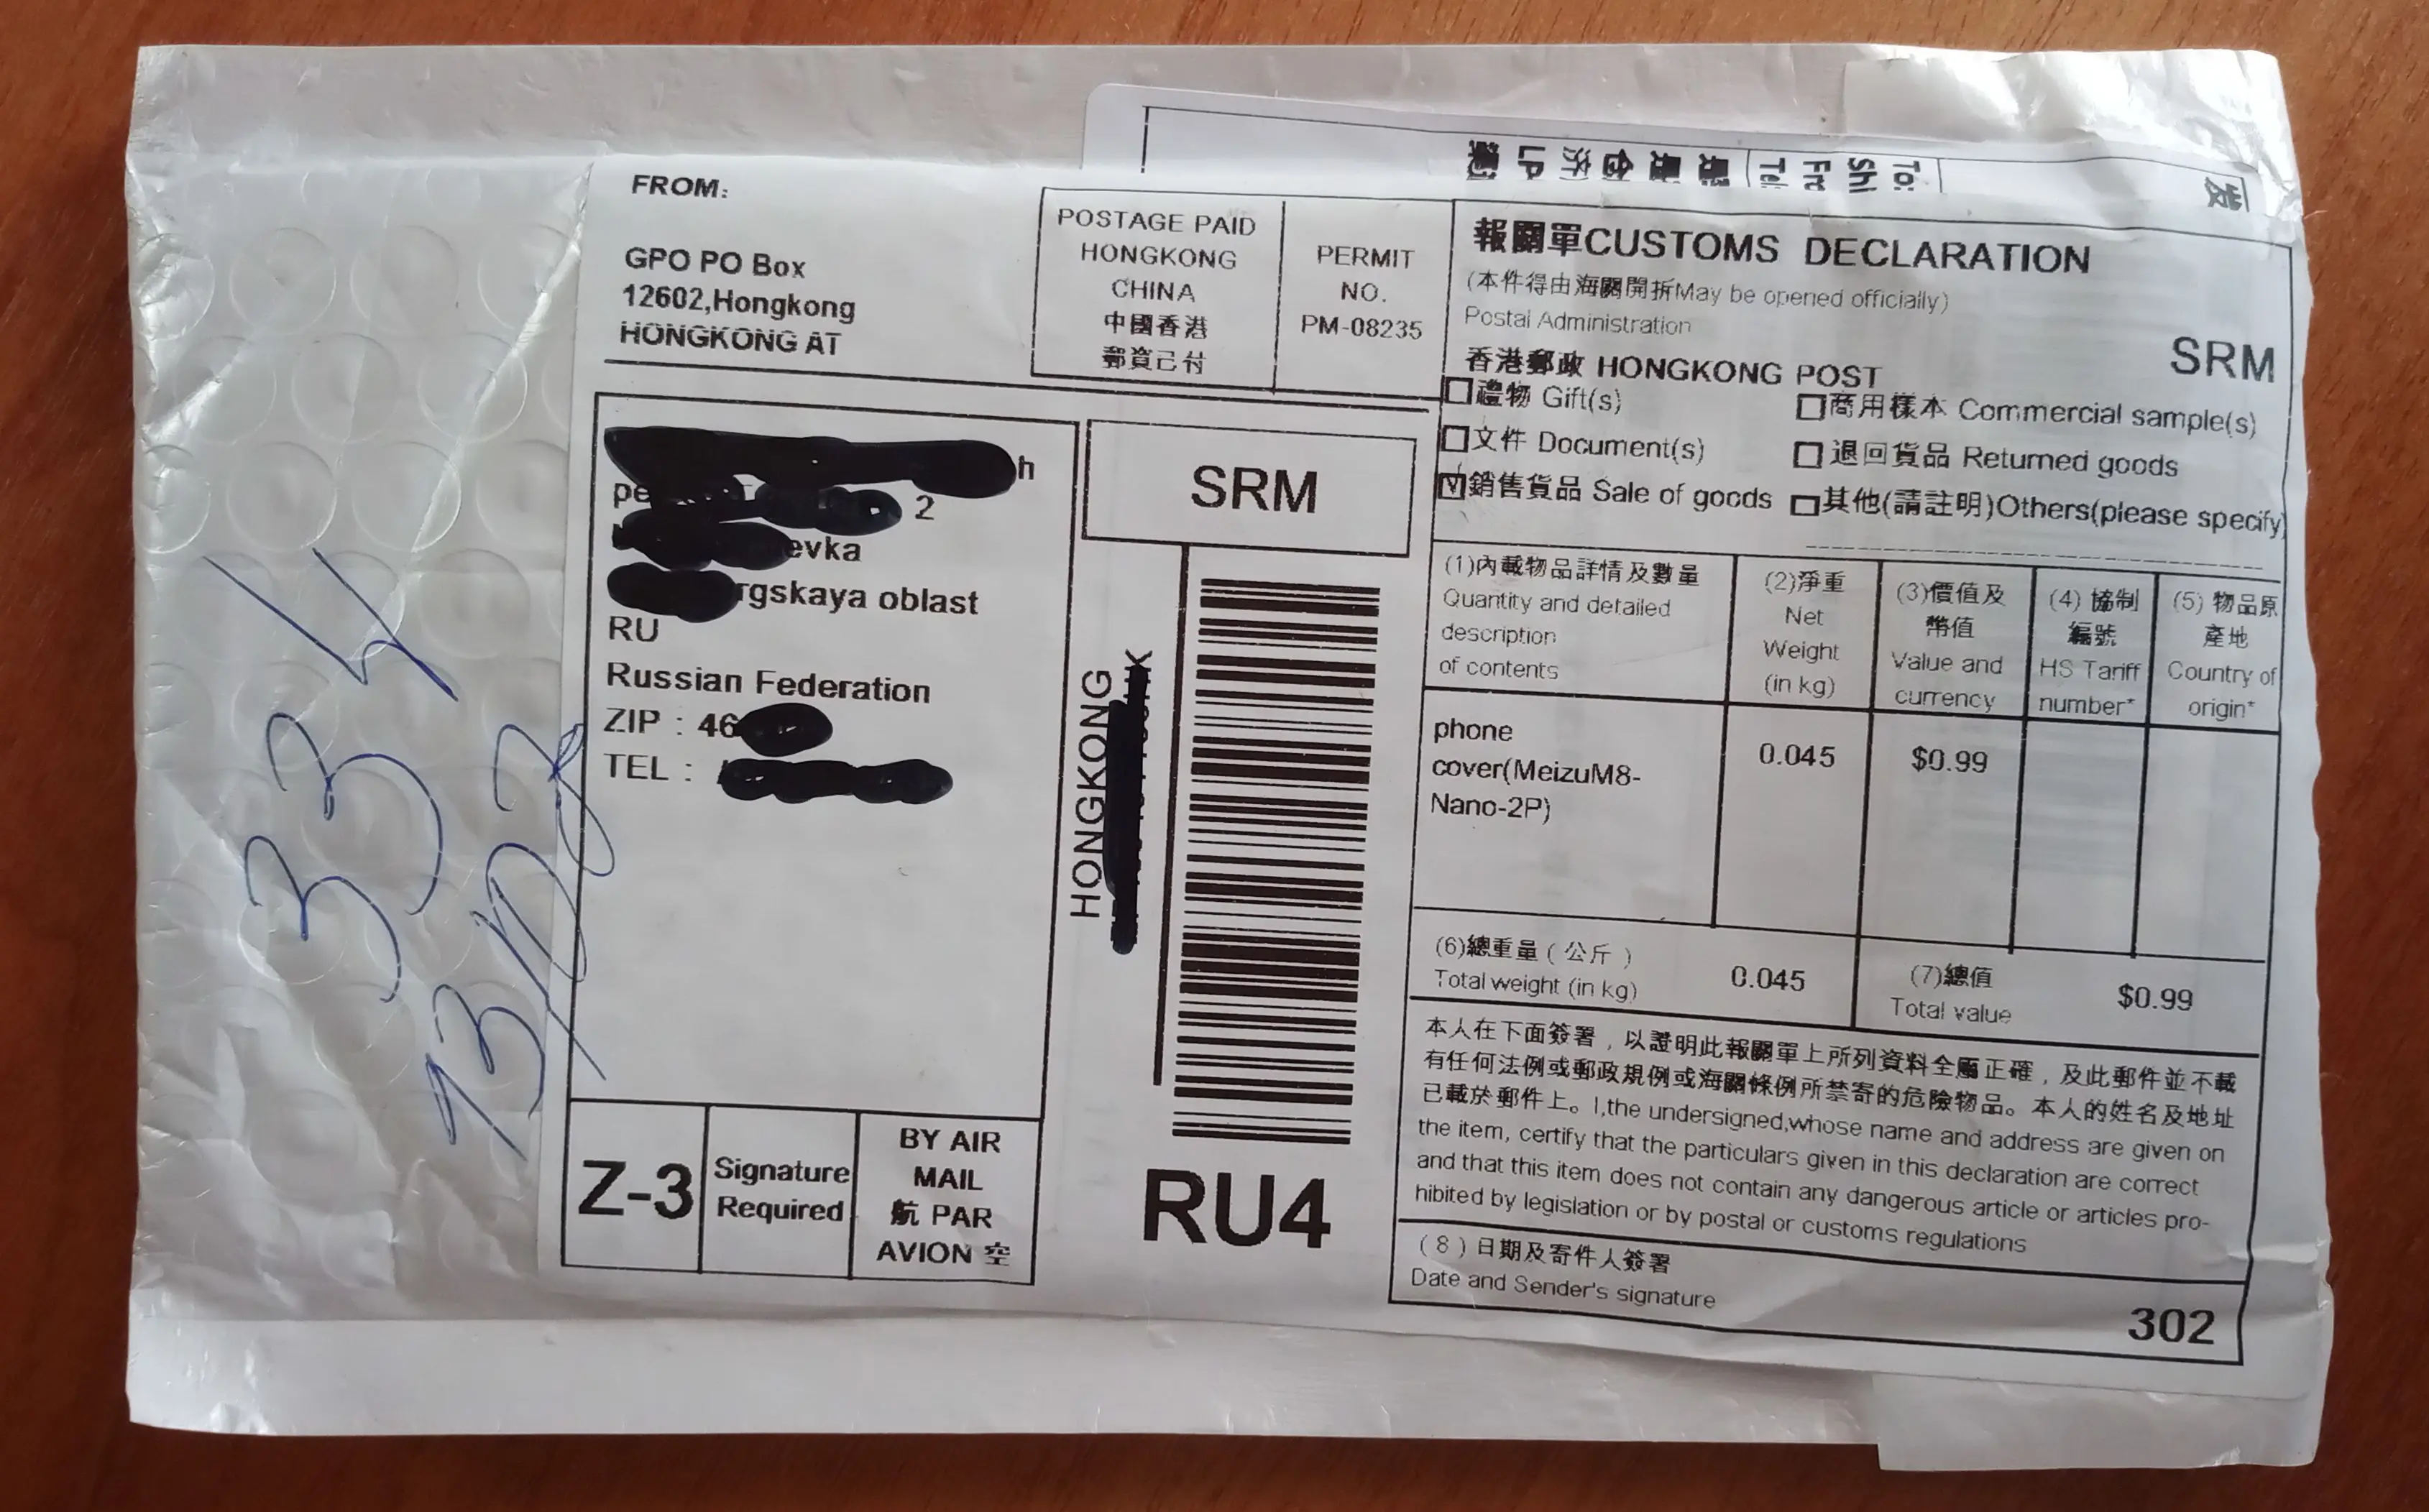 FROM:
GPO PO Box
12602,Hongkong
HONGKONG AT
POSTAGE PAID
HONGKONG
CHINA
中國香港
郵資已付
PERMIT
NO.
PM-08235
h
pe 2
evka
rgskaya oblast
RU
Russian Federation
ZIP : 46
TEL :
Z-3
Signature
Required
BY AIR
MAIL
航 PAR
AVION 空
SRM
HONGKONG
RU4
To:
Shi
Fro
Tel
LP
報關單CUSTOMS DECLARATION
(本件得由海關開拆May be opened officially)
Postal Administration
SRM
香港郵政 HONGKONG POST
禮物 Gift(s)
商用樣本 Commercial sample(s)
文件 Document(s)
退回貨品 Returned goods
銷售貨品 Sale of goods
其他(請註明)Others(please specify)
(1)內載物品詳情及數量
Quantity and detailed
description
of contents
(2)淨重
Net
Weight
(in kg)
(3)價值及
幣值
Value and
currency
(4) 協制
編號
HS Tariff
number*
(5) 物品原
產地
Country of
origin*
phone
cover(MeizuM8-
Nano-2P)
0.045
$0.99
(6)總重量 ( 公斤 )
Total weight (in kg)
0.045
(7)總值
Total value
$0.99
本人在下面簽署，以證明此報關單上所列資料全屬正確，及此郵件並不載
有任何法例或郵政規例或海關條例所禁寄的危險物品。本人的姓名及地址
已載於郵件上。I,the undersigned,whose name and address are given on
the item, certify that the particulars given in this declaration are correct
and that this item does not contain any dangerous article or articles pro-
hibited by legislation or by postal or customs regulations
( 8 ) 日期及寄件人簽署
Date and Sender's signature
302
334